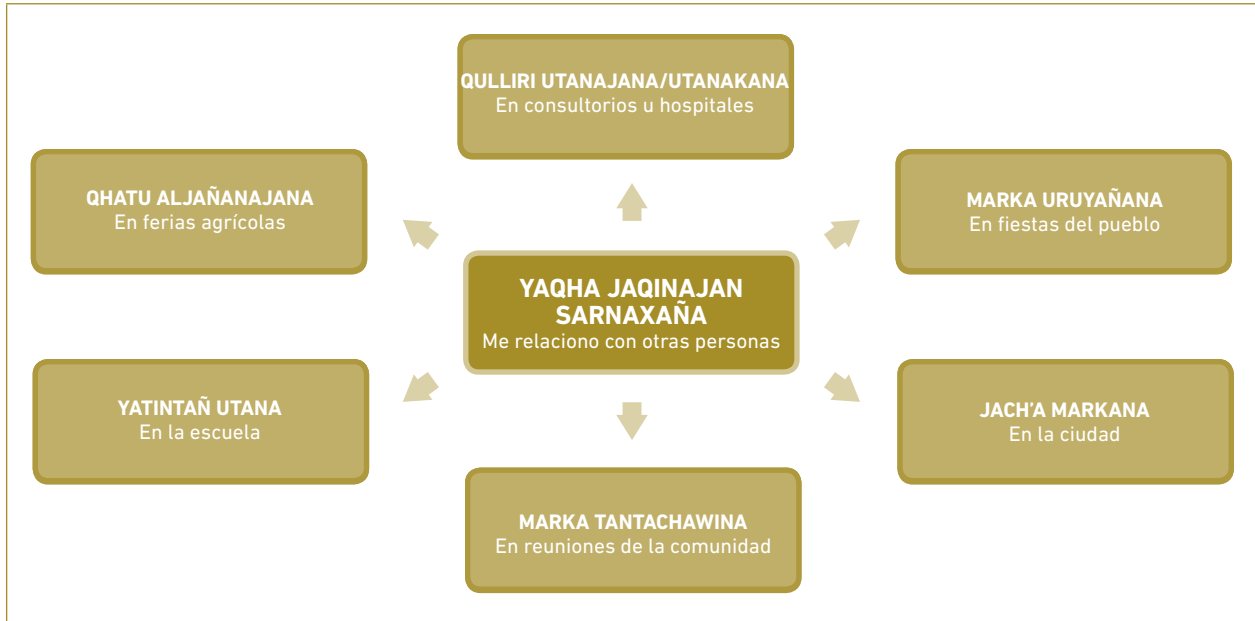 QULLIRI UTANAJANA/UTANAKANA
En consultorios u hospitales
QHATU ALJAÑANAJANA
En ferias agrícolas
MARKA URUYAÑANA
En fiestas del pueblo
YAQHA JAQINAJAN
SARNAXAÑA
Me relaciono con otras personas
YATINTAÑ UTANA
En la escuela
JACH’A MARKANA
En la ciudad
MARKA TANTACHAWINA
En reuniones de la comunidad